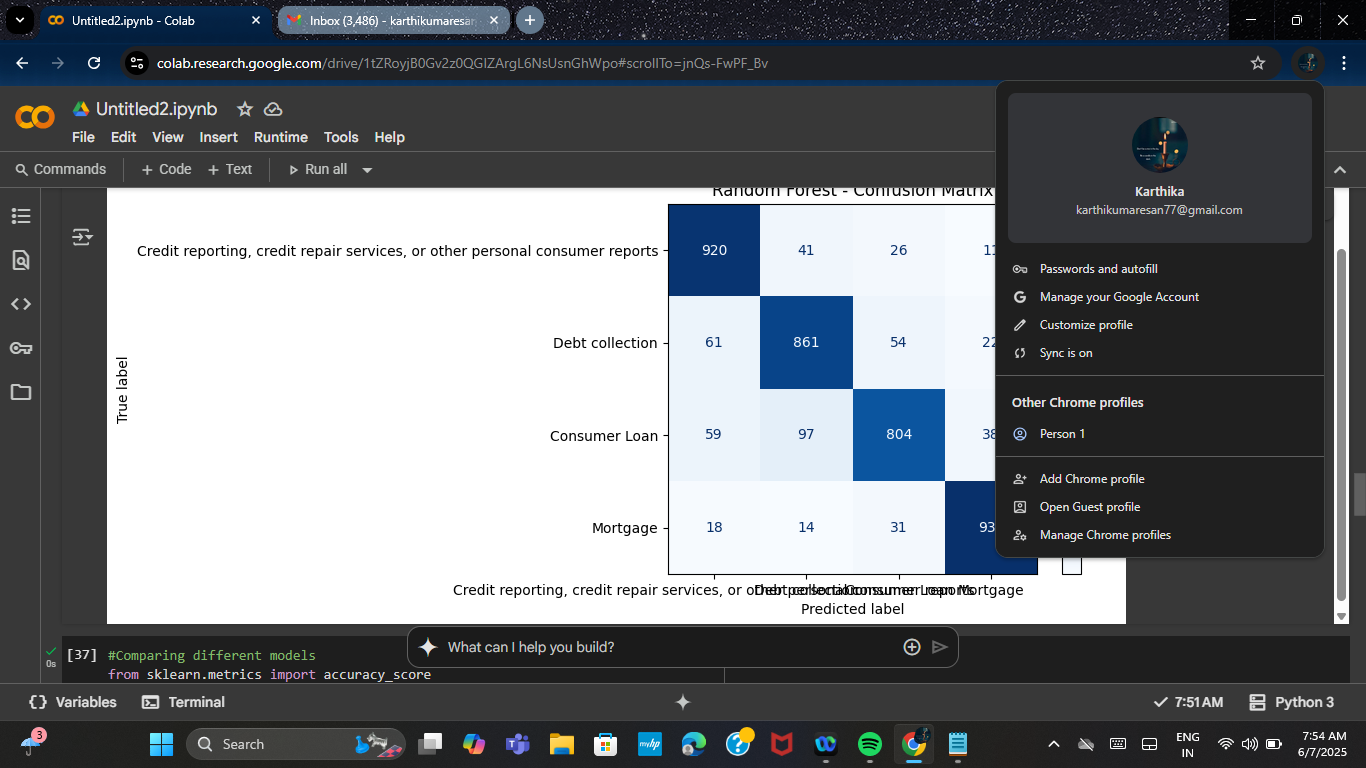 Untitled2.ipynb - Colab
Inbox (3,486) - karthikumaresan
colab.research.google.com/drive/1tZRoyjB0Gv2z0QGIZArgL6NsUsnGhWpo#scrollTo=jnQs-FwPF_Bv
Untitled2.ipynb
File Edit View Insert Runtime Tools Help
Commands + Code + Text Run all
Random Forest - Confusion Matrix
Credit reporting, credit repair services, or other personal consumer reports
920 41 26 11
Debt collection
61 861 54 22
Consumer Loan
59 97 804 38
Mortgage
18 14 31 93
True label
Credit reporting, credit repair services, or other personal consumer reports
Debt collection
Consumer Loan
Mortgage
Predicted label
Karthika
karthikumaresan77@gmail.com
Passwords and autofill
Manage your Google Account
Customize profile
Sync is on
Other Chrome profiles
Person 1
Add Chrome profile
Open Guest profile
Manage Chrome profiles
What can I help you build?
[37] #Comparing different models
0s
from sklearn.metrics import accuracy_score
Variables Terminal
7:51 AM Python 3
3
Search
myhp
ENG
IN
7:54 AM
6/7/2025